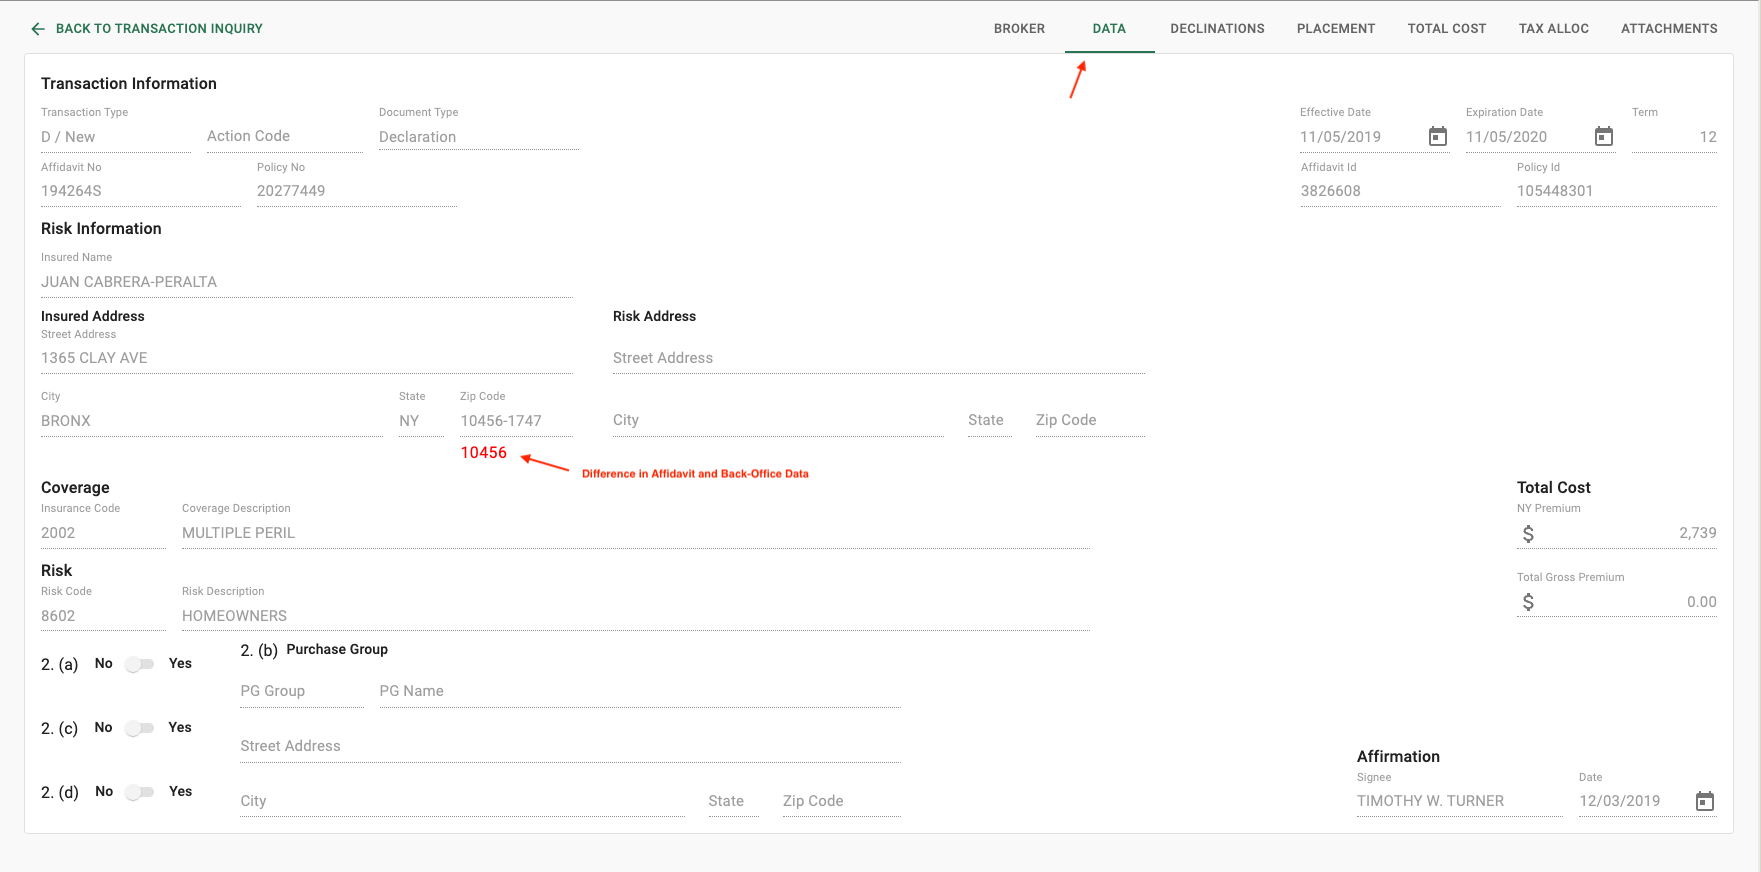 BACK TO TRANSACTION INQUIRY
BROKER DATA DECLINATIONS PLACEMENT TOTAL COST TAX ALLOC ATTACHMENTS
Transaction Information
Transaction Type Document Type Effective Date Expiration Date Term
D / New Action Code Declaration 11/05/2019 11/05/2020 12
Affidavit No Policy No Affidavit Id Policy Id
194264S 20277449 3826608 105448301
Risk Information
Insured Name
JUAN CABRERA-PERALTA
Insured Address Risk Address
Street Address
1365 CLAY AVE Street Address
City State Zip Code
BRONX NY 10456-1747 City State Zip Code
10456
Difference in Affidavit and Back-Office Data
Coverage Total Cost
Insurance Code Coverage Description NY Premium
2002 MULTIPLE PERIL $ 2,739
Risk
Risk Code Risk Description Total Gross Premium
8602 HOMEOWNERS $ 0.00
2. (a) No Yes 2. (b) Purchase Group
PG Group PG Name
2. (c) No Yes
Street Address
Affirmation
Signee Date
2. (d) No Yes City State Zip Code TIMOTHY W. TURNER 12/03/2019